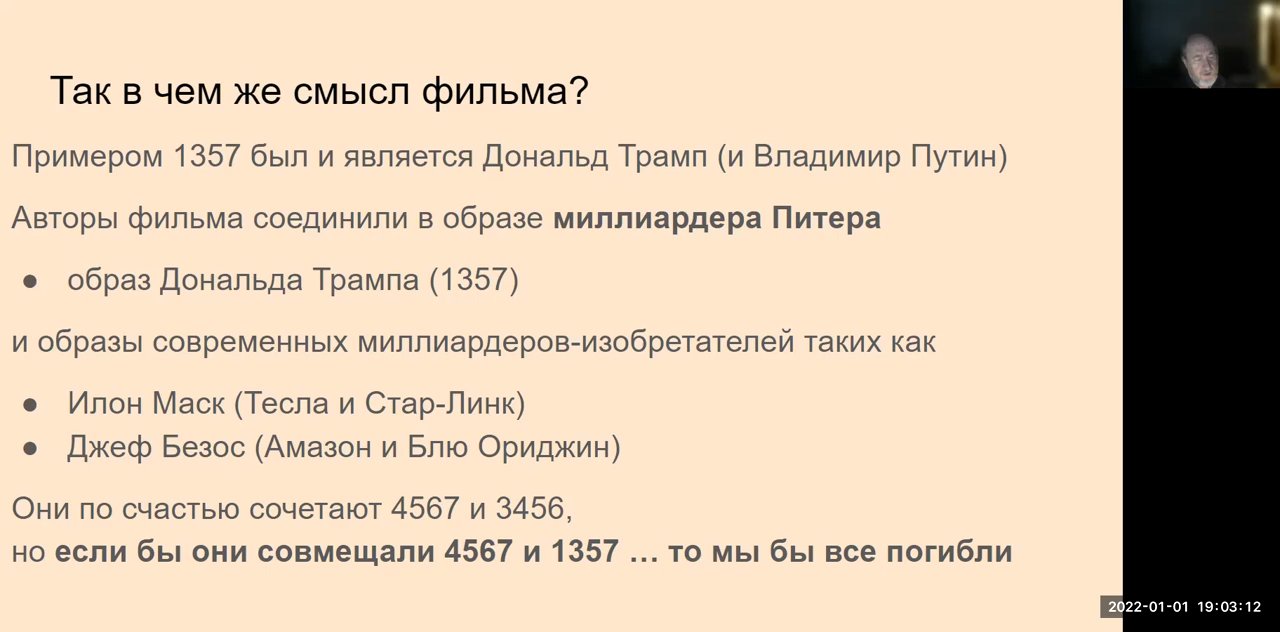 Так в чем же смысл фильма?
Примером 1357 был и является Дональд Трамп (и Владимир Путин)
Авторы фильма соединили в образе миллиардера Питера
● образ Дональда Трампа (1357)
и образы современных миллиардеров-изобретателей таких как
● Илон Маск (Тесла и Стар-Линк)
● Джеф Безос (Амазон и Блю Ориджин)
Они по счастью сочетают 4567 и 3456,
но если бы они совмещали 4567 и 1357 … то мы бы все погибли
2022-01-01 19:03:12